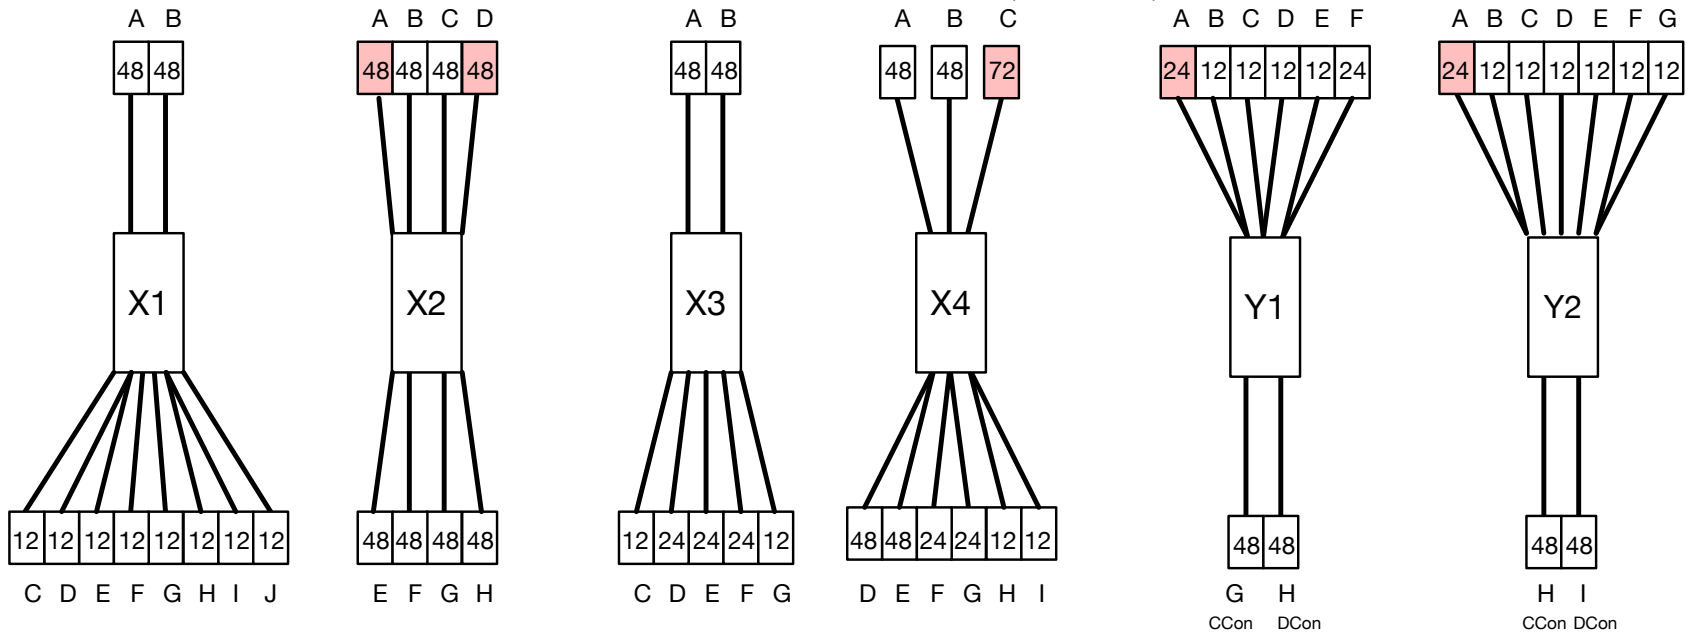 A B A B C D A B A B C A B C D E F A B C D E F G
48 48 48 48 48 48 48 48 48 48 72 24 12 12 12 12 24 24 12 12 12 12 12 12
X1 X2 X3 X4 Y1 Y2
12 12 12 12 12 12 12 12 48 48 48 48 12 24 24 24 12 48 48 24 24 12 12 48 48 48 48
C D E F G H I J E F G H C D E F G D E F G H I G H H I
CCon DCon CCon DCon